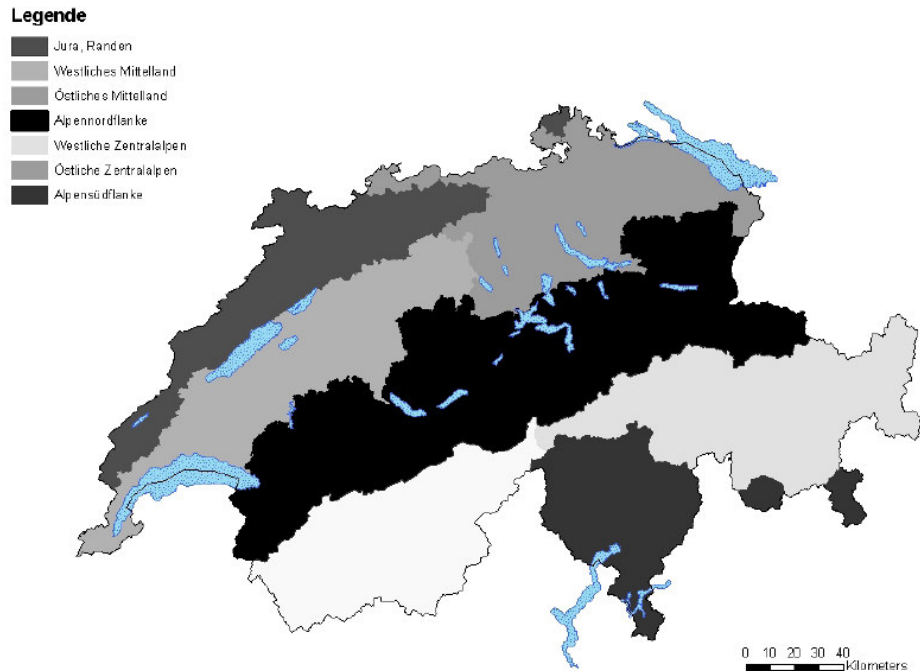 Legende
Jura, Randen
Westliches Mittelland
Östliches Mittelland
Alpennordflanke
Westliche Zentralalpen
Östliche Zentralalpen
Alpensüdflanke
0 10 20 30 40
Kilometers